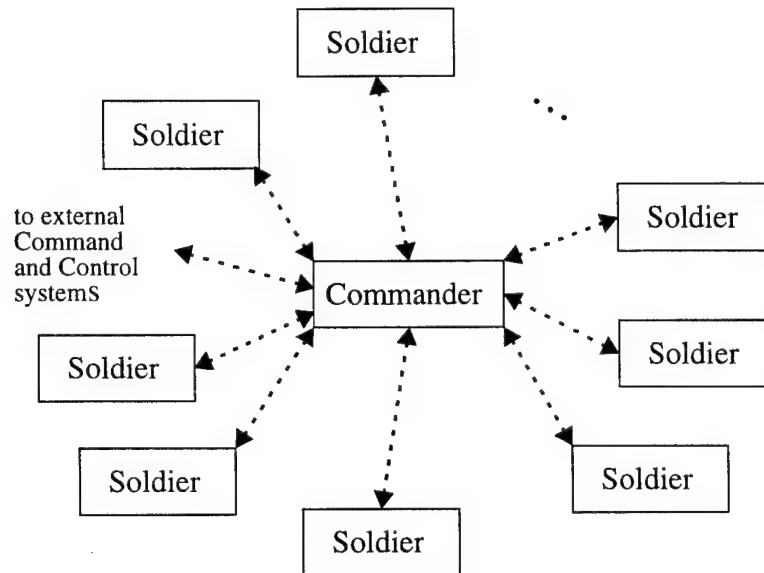 Soldier
Soldier
Soldier
to external
Command
and Control
systems
Commander
Soldier
Soldier
Soldier
Soldier
Soldier
...